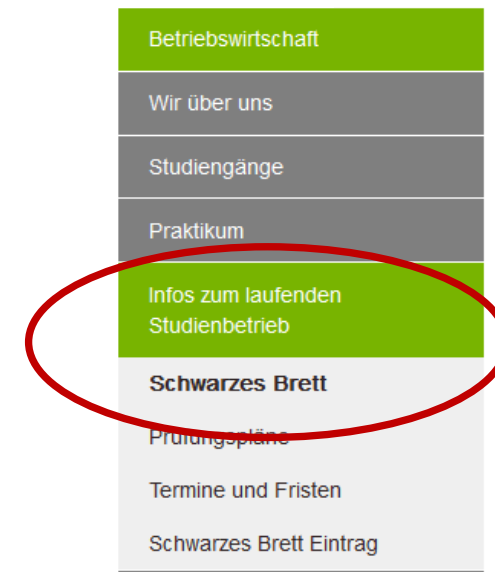 Betriebswirtschaft
Wir über uns
Studiengänge
Praktikum
Infos zum laufenden
Studienbetrieb
Schwarzes Brett
Prüfungspläne
Termine und Fristen
Schwarzes Brett Eintrag